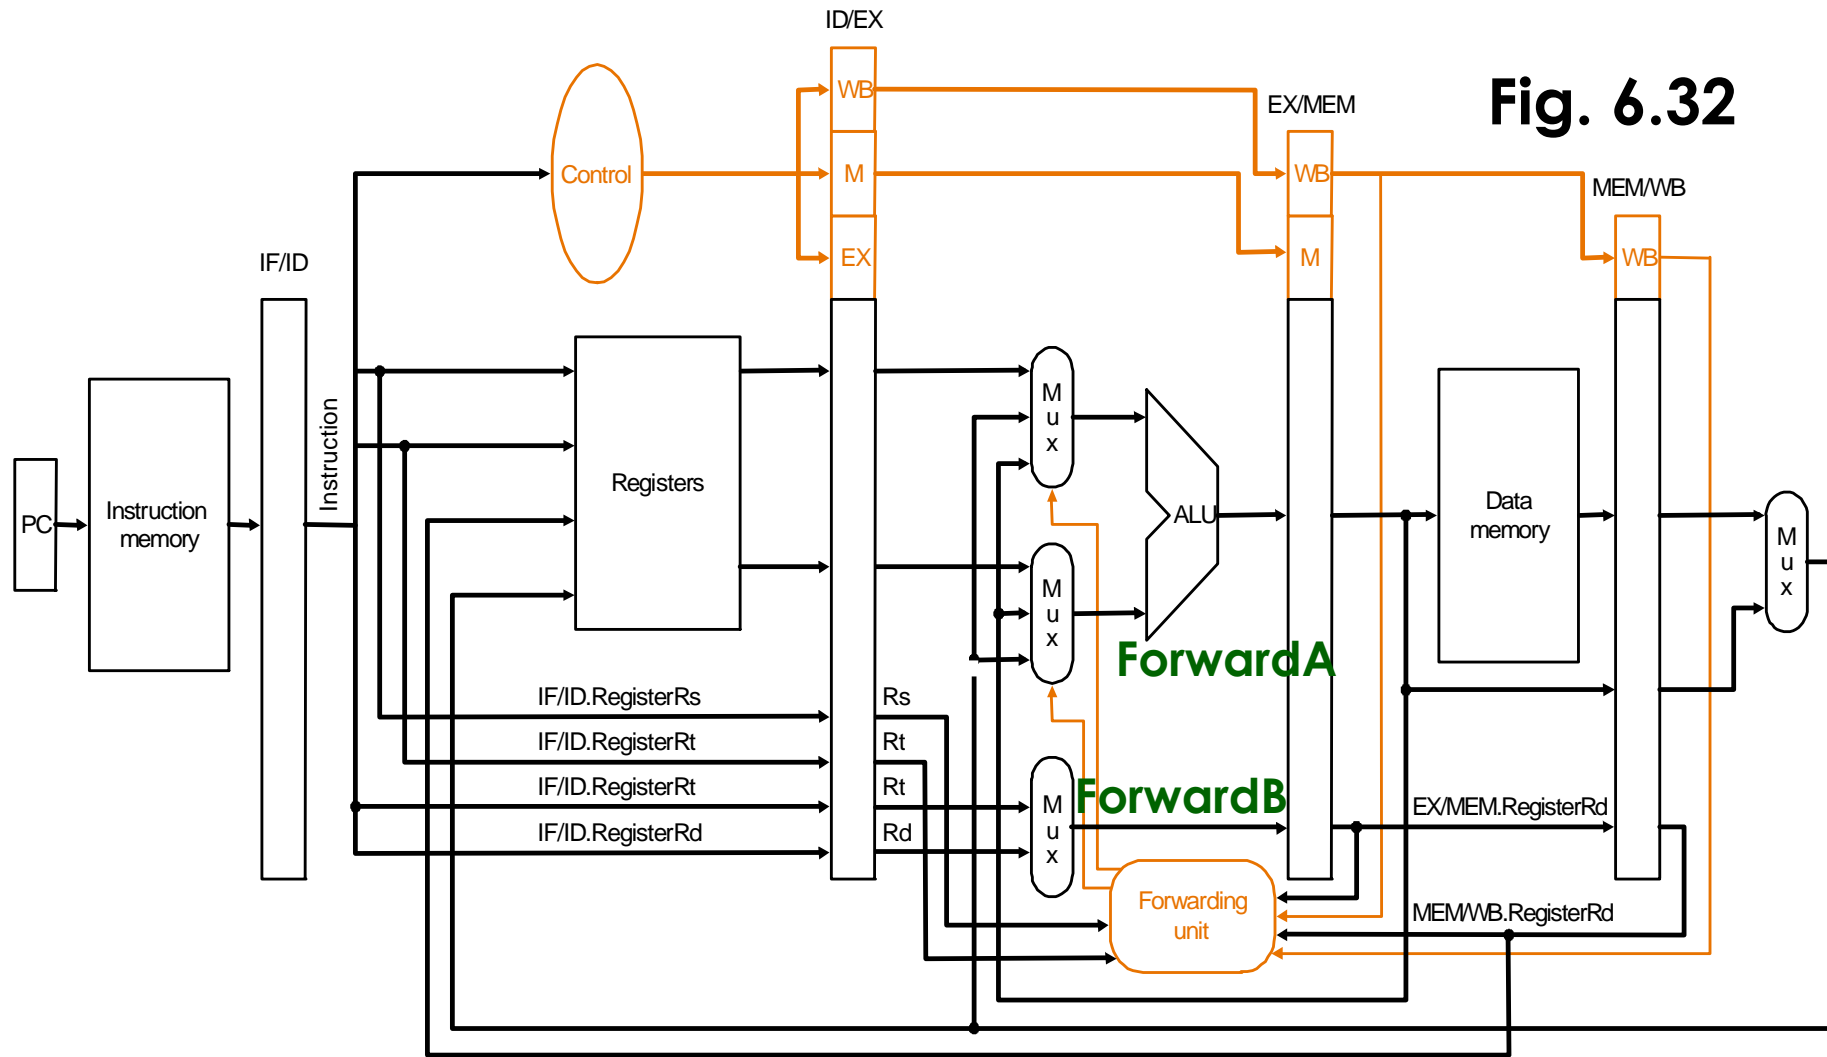 ID/EX
Fig. 6.32
WB
EX/MEM
Control
M
WB
MEM/WB
EX
M
WB
IF/ID
Instruction
PC
Instruction
memory
Registers
M
u
x
M
u
x
ALU
Data
memory
M
u
x
ForwardA
IF/ID.RegisterRs
Rs
IF/ID.RegisterRt
Rt
IF/ID.RegisterRt
Rt
IF/ID.RegisterRd
Rd
M
u
x
ForwardB
EX/MEM.RegisterRd
Forwarding
unit
MEM/WB.RegisterRd